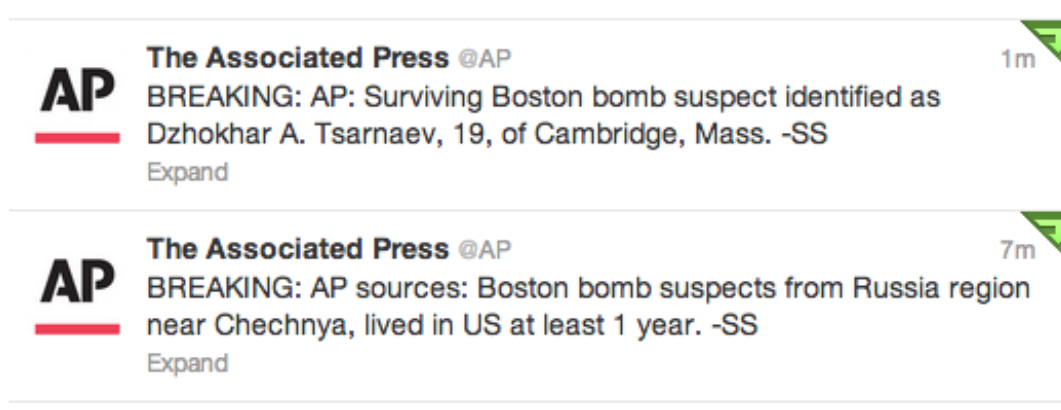 The Associated Press @AP 1m
AP
BREAKING: AP: Surviving Boston bomb suspect identified as
Dzhokhar A. Tsarnaev, 19, of Cambridge, Mass. -SS
Expand
The Associated Press @AP 7m
AP
BREAKING: AP sources: Boston bomb suspects from Russia region
near Chechnya, lived in US at least 1 year. -SS
Expand